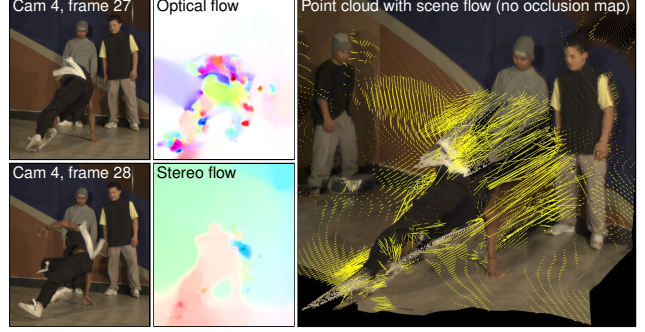 Cam 4, frame 27
Optical flow
Point cloud with scene flow (no occlusion map)
Cam 4, frame 28
Stereo flow